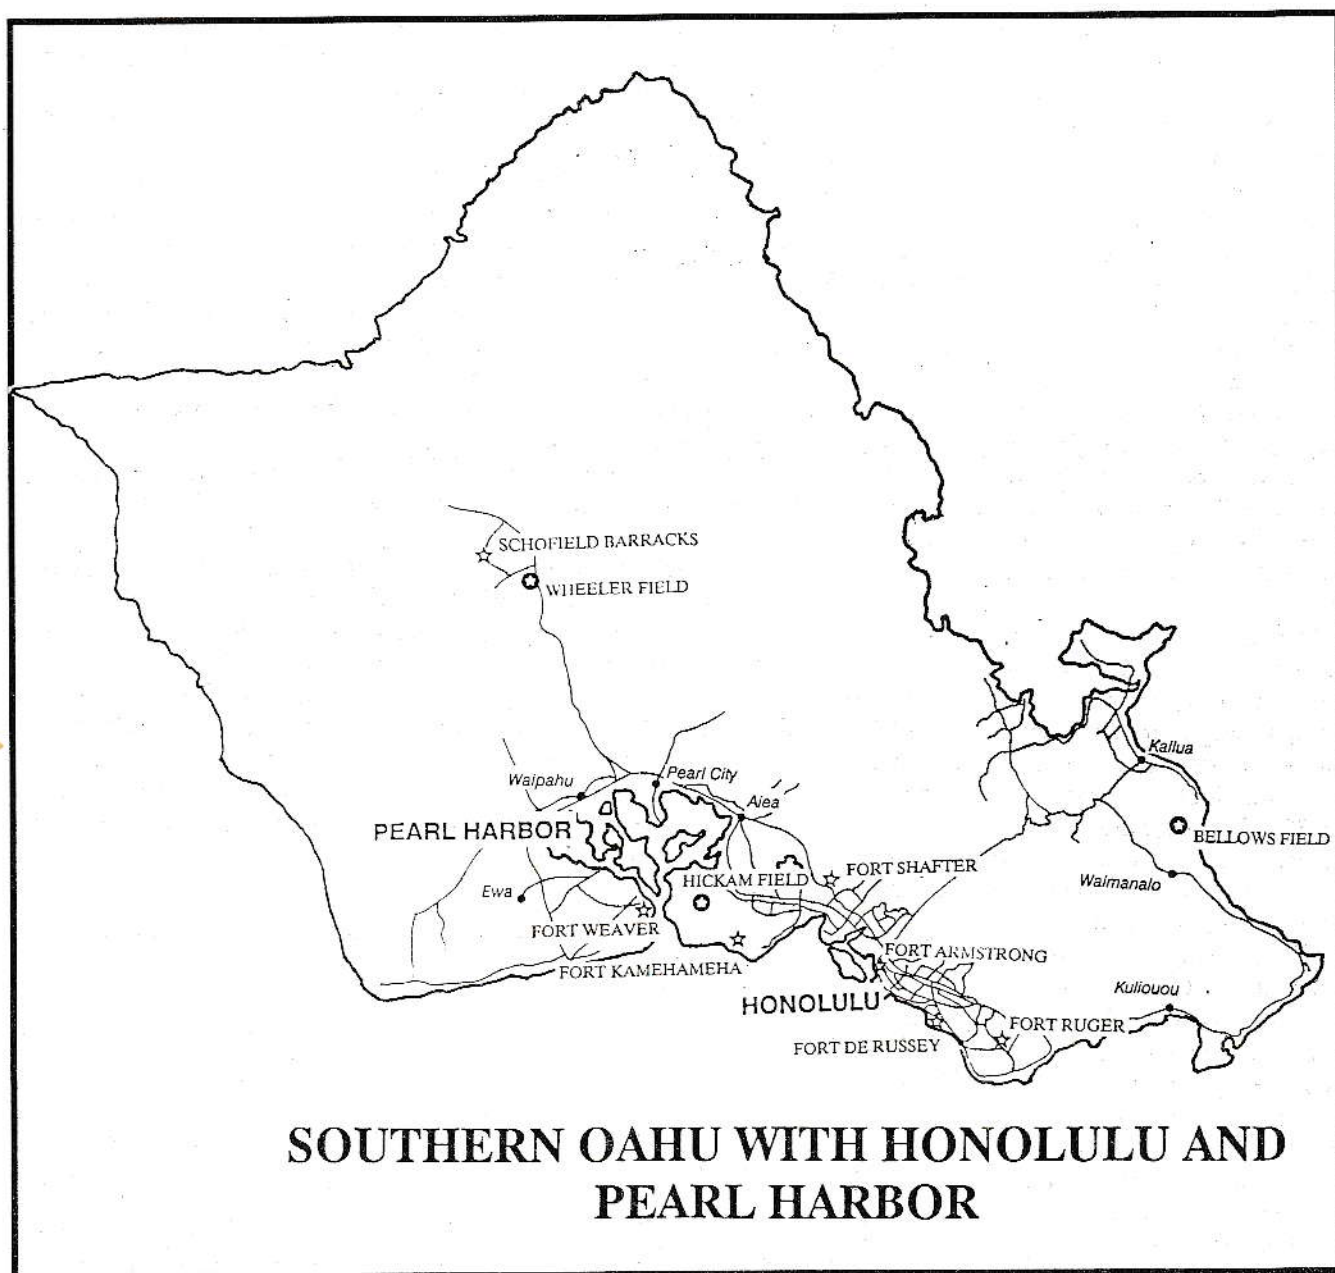 SCHOFIELD BARRACKS
WHEELER FIELD
Kailua
Waipahu
Pearl City
Aiea
PEARL HARBOR
BELLOWS FIELD
HICKAM FIELD
FORT SHAFTER
Waimanalo
Ewa
FORT WEAVER
FORT KAMEHAMEHA
FORT ARMSTRONG
HONOLULU
Kuliouou
FORT RUGER
FORT DE RUSSEY
SOUTHERN OAHU WITH HONOLULU AND
PEARL HARBOR